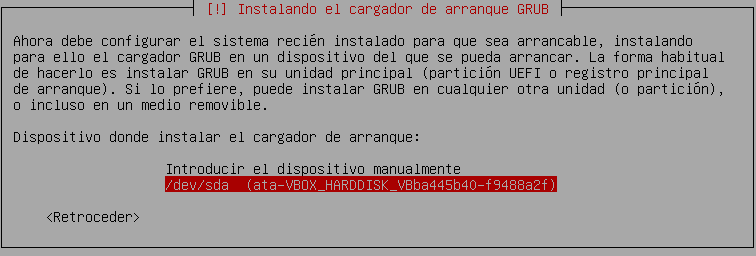 [!] Instalando el cargador de arranque GRUB
Ahora debe configurar el sistema recién instalado para que sea arrancable, instalando
para ello el cargador GRUB en un dispositivo del que se pueda arrancar. La forma habitual
de hacerlo es instalar GRUB en su unidad principal (partición UEFI o registro principal
de arranque). Si lo prefiere, puede instalar GRUB en cualquier otra unidad (o partición),
o incluso en un medio removible.
Dispositivo donde instalar el cargador de arranque:
Introducir el dispositivo manualmente
/dev/sda  (ata-VBOX_HARDDISK_VBba445b40-f9488a2f)
<Retroceder>